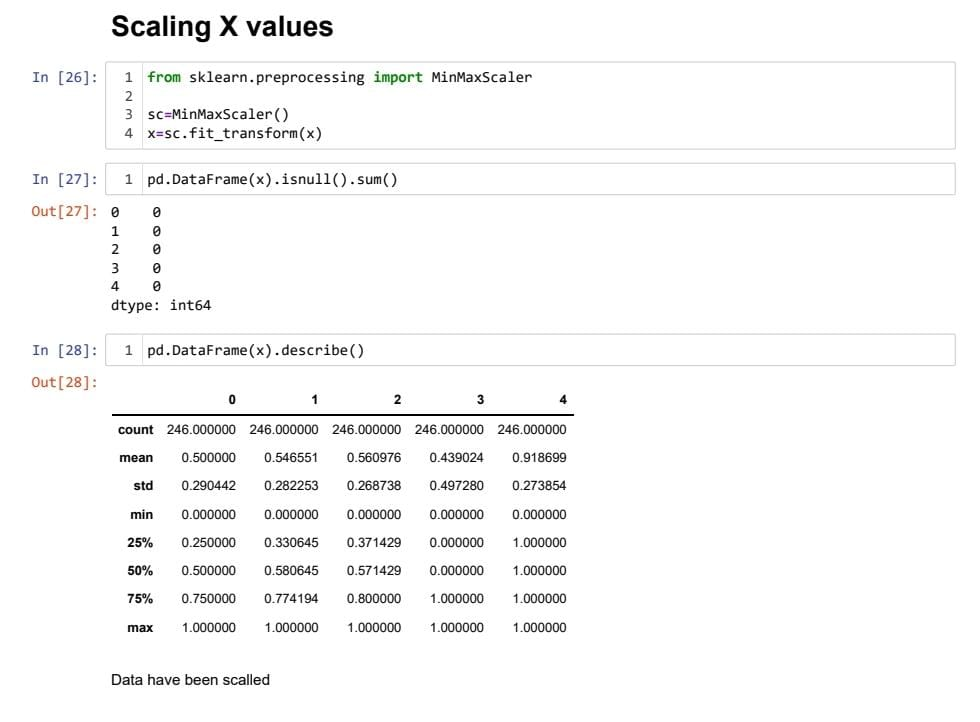 Scaling X values
In [26]: 1 from sklearn.preprocessing import MinMaxScaler
2
3 sc=MinMaxScaler()
4 x=sc.fit_transform(x)
In [27]: 1 pd.DataFrame(x).isnull().sum()
Out[27]: 0 0
1 0
2 0
3 0
4 0
dtype: int64
In [28]: 1 pd.DataFrame(x).describe()
Out[28]:
0 1 2 3 4
count 246.000000 246.000000 246.000000 246.000000 246.000000
mean 0.500000 0.546551 0.560976 0.439024 0.918699
std 0.290442 0.282253 0.268738 0.497280 0.273854
min 0.000000 0.000000 0.000000 0.000000 0.000000
25% 0.250000 0.330645 0.371429 0.000000 1.000000
50% 0.500000 0.580645 0.571429 0.000000 1.000000
75% 0.750000 0.774194 0.800000 1.000000 1.000000
max 1.000000 1.000000 1.000000 1.000000 1.000000
Data have been scalled